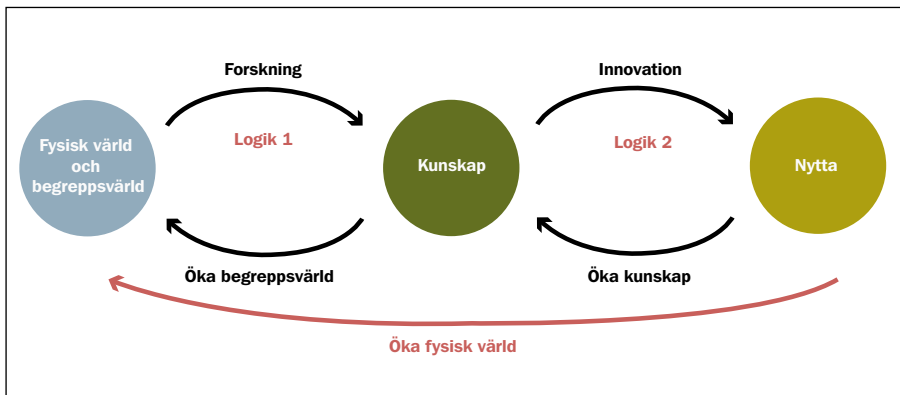 Forskning
Innovation
Logik 1
Logik 2
Fysisk värld
och
begreppsvärld
Kunskap
Nytta
Öka begreppsvärld
Öka kunskap
Öka fysisk värld